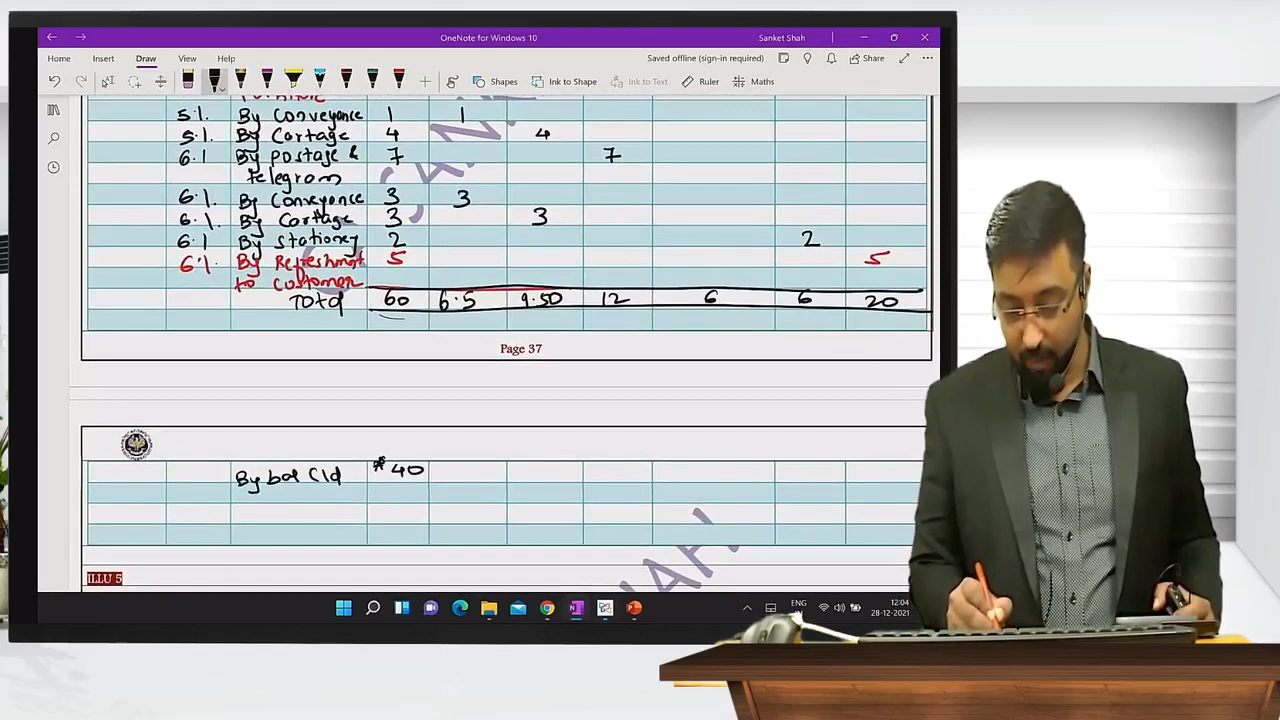 OneNote for Windows 10
Sanket Shah
Home Insert Draw View Help
Saved offline (sign-in required) Share
Shapes Ink to Shape Ink to Text Ruler Maths
5.1. By Conveyance 1 1
5.1. By Cartage 4 4
6.1 By postage & 7 7
telegram
6.1. By Conveyance 3 3
6.1. By Cartage 3 3
6.1 By Stationery 2 2
6.1. By Refreshment 5 5
to customer
Total 60 6.5 9.50 12 6 6 20
Page 37
By bal C/d 40
ILLU 5
ENG
12:04
28-12-2021